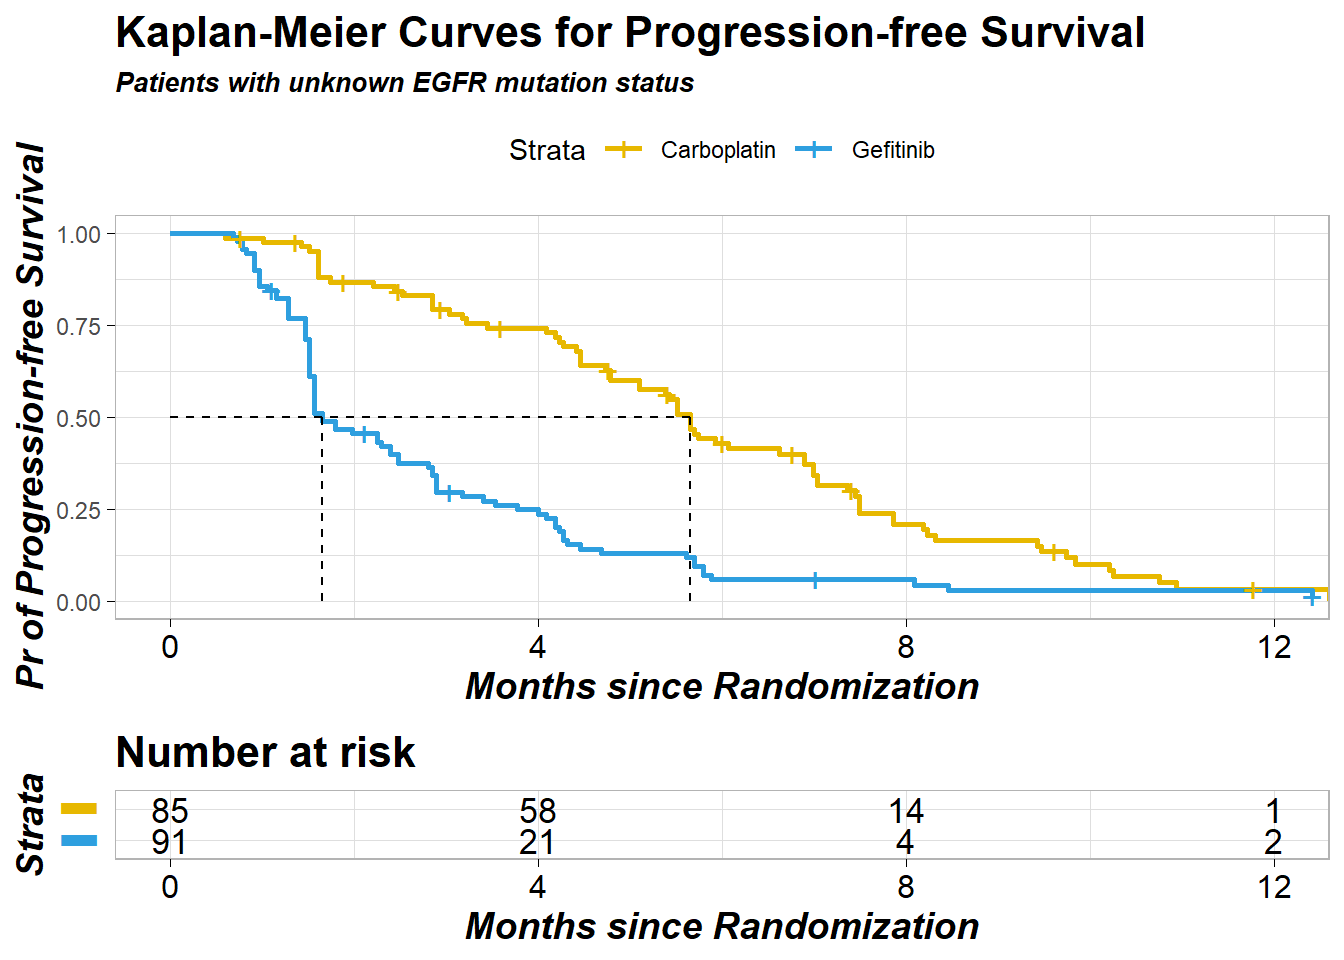 Kaplan-Meier Curves for Progression-free Survival
Patients with unknown EGFR mutation status
Strata Carboplatin Gefitinib
Pr of Progression-free Survival
1.00
0.75
0.50
0.25
0.00
0 4 8 12
Months since Randomization
Number at risk
Strata
85 58 14 1
91 21 4 2
0 4 8 12
Months since Randomization